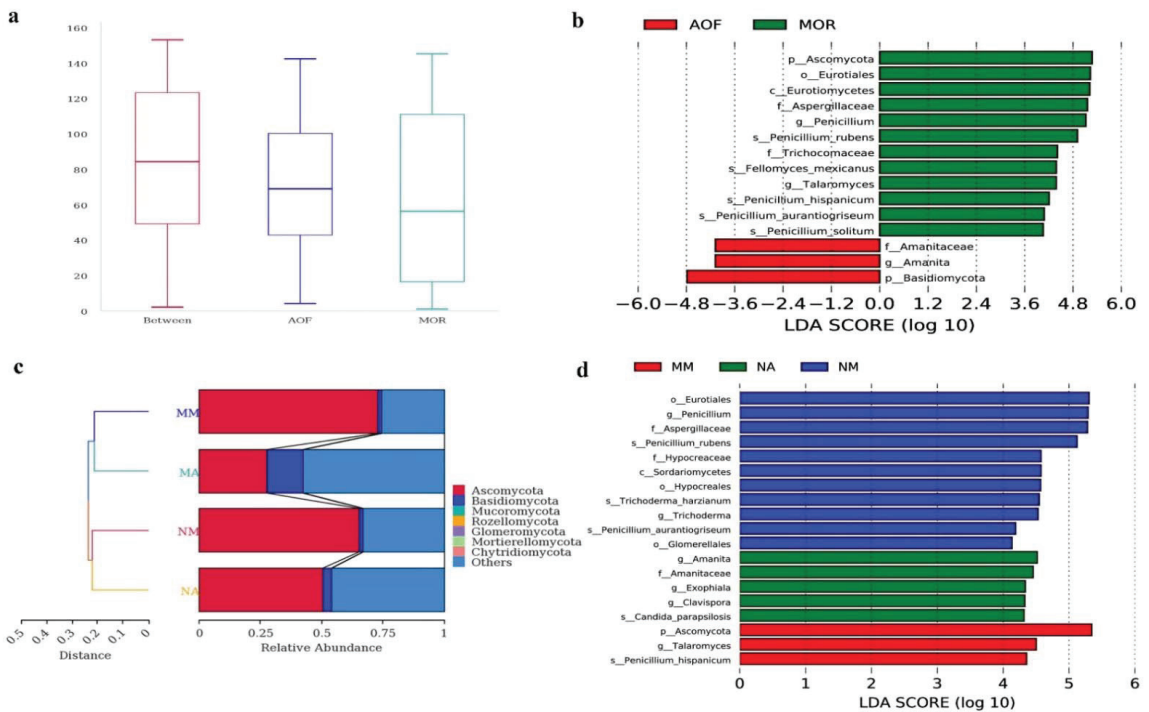 a
160
140
120
100
80
60
40
20
0
Between AOF MOR
b
AOF MOR
p__Ascomycota
o__Eurotiales
c__Eurotiomycetes
f__Aspergillaceae
g__Penicillium
s__Penicillium_rubens
f__Trichocomaceae
s__Fellomyces_mexicanus
g__Talaromyces
s__Penicillium_hispanicum
s__Penicillium_aurantiogriseum
s__Penicillium_solitum
f__Amanitaceae
g__Amanita
p__Basidiomycota
−6.0 −4.8 −3.6 −2.4 −1.2 0.0 1.2 2.4 3.6 4.8 6.0
LDA SCORE (log 10)
c
MM
MA
NM
NA
0.5 0.4 0.3 0.2 0.1 0
Distance
0 0.25 0.5 0.75 1
Relative Abundance
Ascomycota
Basidiomycota
Mucoromycota
Rozellomycota
Glomeromycota
Mortierellomycota
Chytridiomycota
Others
d
MM NA NM
o__Eurotiales
g__Penicillium
f__Aspergillaceae
s__Penicillium_rubens
f__Hypocreaceae
c__Sordariomycetes
o__Hypocreales
s__Trichoderma_harzianum
g__Trichoderma
s__Penicillium_aurantiogriseum
o__Glomerellales
g__Amanita
f__Amanitaceae
g__Exophiala
g__Clavispora
s__Candida_parapsilosis
p__Ascomycota
g__Talaromyces
s__Penicillium_hispanicum
0 1 2 3 4 5 6
LDA SCORE (log 10)